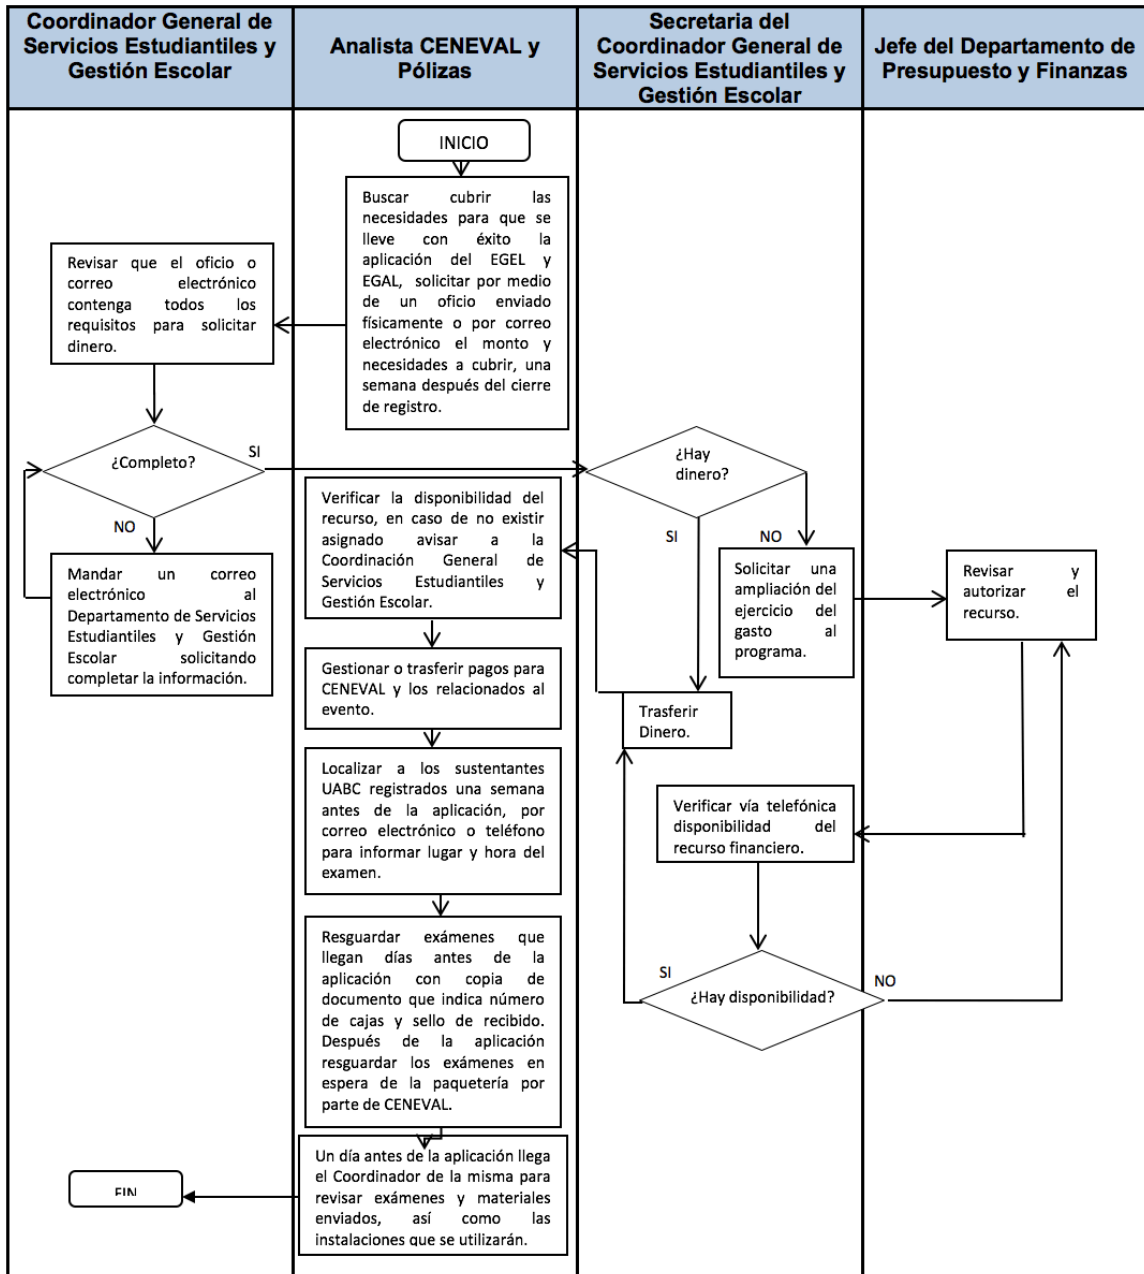 Coordinador General de
Servicios Estudiantiles y
Gestión Escolar
Analista CENEVAL y
Pólizas
Secretaria del
Coordinador General de
Servicios Estudiantiles y
Gestión Escolar
Jefe del Departamento de
Presupuesto y Finanzas
INICIO
Buscar cubrir las
necesidades para que se
lleve con éxito la
aplicación del EGEL y
EGAL, solicitar por medio
de un oficio enviado
físicamente o por correo
electrónico el monto y
necesidades a cubrir, una
semana después del cierre
de registro.
Revisar que el oficio o
correo electrónico
contenga todos los
requisitos para solicitar
dinero.
¿Completo?
SI
NO
Mandar un correo
electrónico al
Departamento de Servicios
Estudiantiles y Gestión
Escolar solicitando
completar la información.
¿Hay
dinero?
SI
NO
Solicitar una
ampliación del
ejercicio del
gasto al
programa.
Revisar y
autorizar el
recurso.
Trasferir
Dinero.
Verificar vía telefónica
disponibilidad del
recurso financiero.
¿Hay disponibilidad?
SI
NO
Verificar la disponibilidad del
recurso, en caso de no existir
asignado avisar a la
Coordinación General de
Servicios Estudiantiles y
Gestión Escolar.
Gestionar o trasferir pagos para
CENEVAL y los relacionados al
evento.
Localizar a los sustentantes
UABC registrados una semana
antes de la aplicación, por
correo electrónico o teléfono
para informar lugar y hora del
examen.
Resguardar exámenes que
llegan días antes de la
aplicación con copia de
documento que indica número
de cajas y sello de recibido.
Después de la aplicación
resguardar los exámenes en
espera de la paquetería por
parte de CENEVAL.
Un día antes de la aplicación llega
el Coordinador de la misma para
revisar exámenes y materiales
enviados, así como las
instalaciones que se utilizarán.
FIN